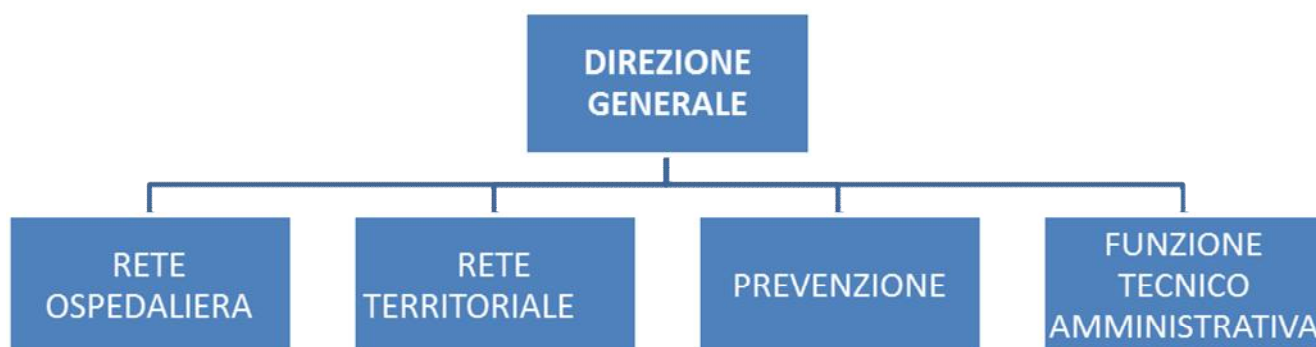 DIREZIONE
GENERALE
RETE
OSPEDALIERA
RETE
TERRITORIALE
PREVENZIONE
FUNZIONE
TECNICO
AMMINISTRATIVA